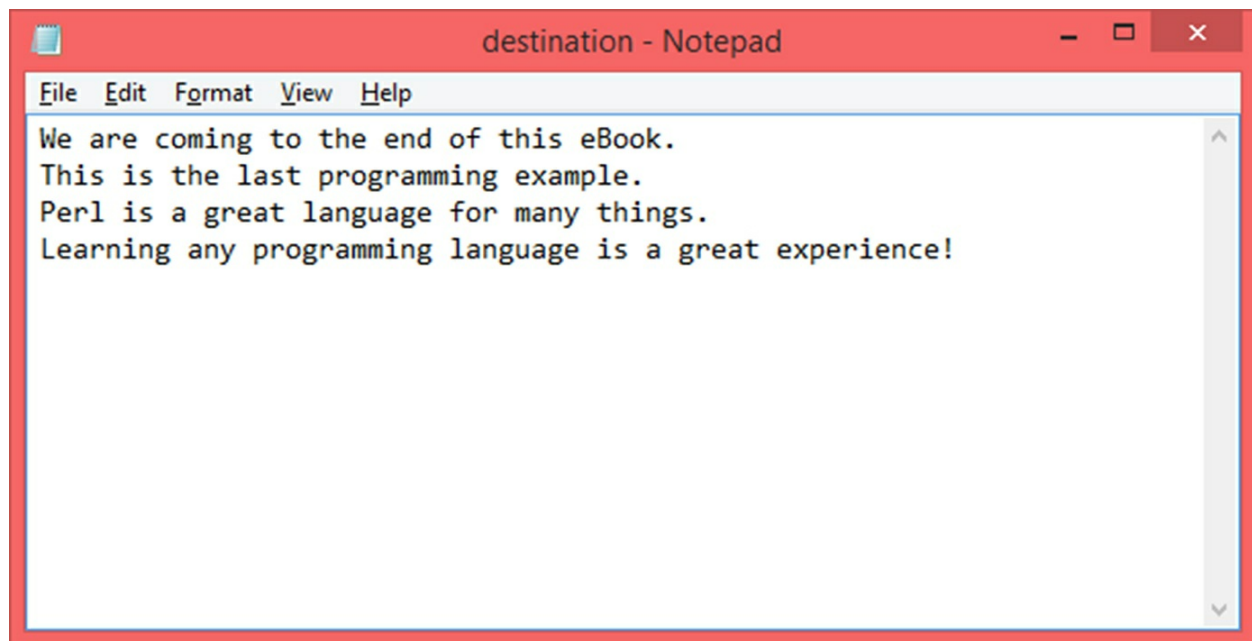 destination - Notepad
File Edit Format View Help
We are coming to the end of this eBook.
This is the last programming example.
Perl is a great language for many things.
Learning any programming language is a great experience!